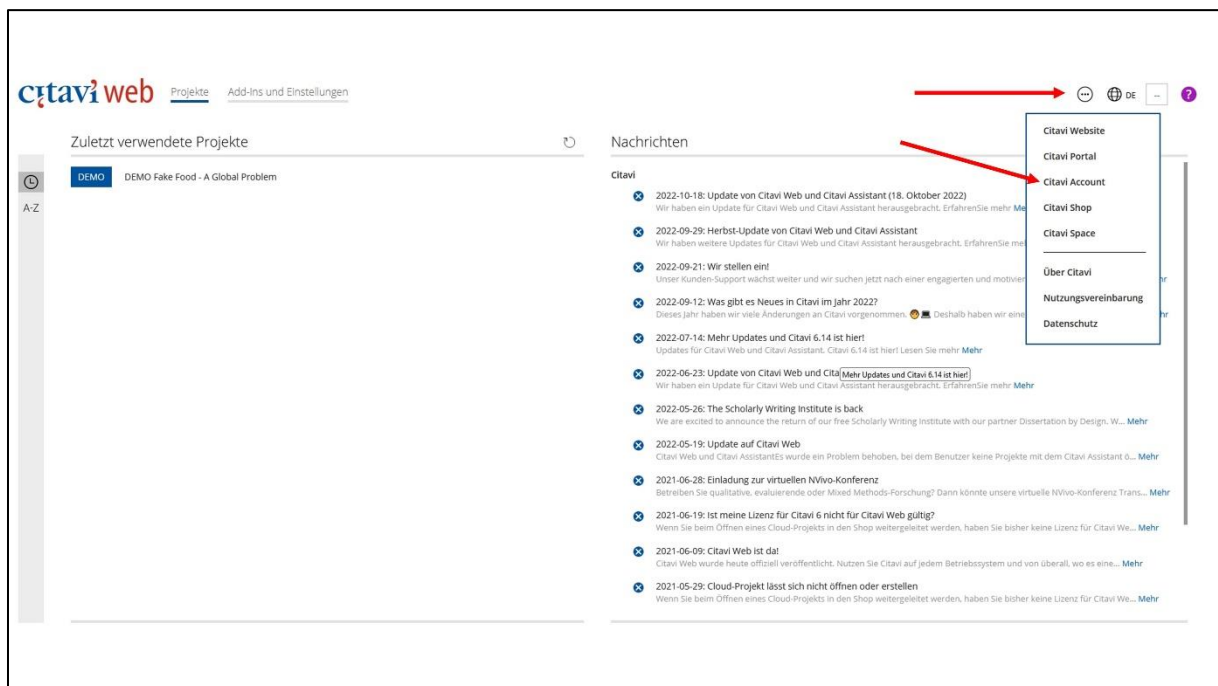 citavi web
Projekte
Add-Ins und Einstellungen
DE
...
?
Zuletzt verwendete Projekte
A-Z
DEMO
DEMO Fake Food - A Global Problem
Nachrichten
Citavi
2022-10-18: Update von Citavi Web und Citavi Assistant (18. Oktober 2022)
Wir haben ein Update für Citavi Web und Citavi Assistant herausgebracht. ErfahrenSie mehr Me
2022-09-29: Herbst-Update von Citavi Web und Citavi Assistant
Wir haben weitere Updates für Citavi Web und Citavi Assistant herausgebracht. ErfahrenSie me
2022-09-21: Wir stellen ein!
Unser Kunden-Support wächst weiter und wir suchen jetzt nach einer engagierten und motivier hr
2022-09-12: Was gibt es Neues in Citavi im Jahr 2022?
Dieses Jahr haben wir viele Änderungen an Citavi vorgenommen. 🧑💻 Deshalb haben wir eine hr
2022-07-14: Mehr Updates und Citavi 6.14 ist hier!
Updates für Citavi Web und Citavi Assistant. Citavi 6.14 ist hier! Lesen Sie mehr Mehr
2022-06-23: Update von Citavi Web und Cita
Mehr Updates und Citavi 6.14 ist hier!
Wir haben ein Update für Citavi Web und Citavi Assistant herausgebracht. ErfahrenSie mehr Mehr
2022-05-26: The Scholarly Writing Institute is back
We are excited to announce the return of our free Scholarly Writing Institute with our partner Dissertation by Design. W... Mehr
2022-05-19: Update auf Citavi Web
Citavi Web und Citavi AssistantEs wurde ein Problem behoben, bei dem Benutzer keine Projekte mit dem Citavi Assistant ö... Mehr
2021-06-28: Einladung zur virtuellen NVivo-Konferenz
Betreiben Sie qualitative, evaluierende oder Mixed Methods-Forschung? Dann könnte unsere virtuelle NVivo-Konferenz Trans... Mehr
2021-06-19: Ist meine Lizenz für Citavi 6 nicht für Citavi Web gültig?
Wenn Sie beim Öffnen eines Cloud-Projekts in den Shop weitergeleitet werden, haben Sie bisher keine Lizenz für Citavi We... Mehr
2021-06-09: Citavi Web ist da!
Citavi Web wurde heute offiziell veröffentlicht. Nutzen Sie Citavi auf jedem Betriebssystem und von überall, wo es eine... Mehr
2021-05-29: Cloud-Projekt lässt sich nicht öffnen oder erstellen
Wenn Sie beim Öffnen eines Cloud-Projekts in den Shop weitergeleitet werden, haben Sie bisher keine Lizenz für Citavi We... Mehr
Citavi Website
Citavi Portal
Citavi Account
Citavi Shop
Citavi Space
Über Citavi
Nutzungsvereinbarung
Datenschutz